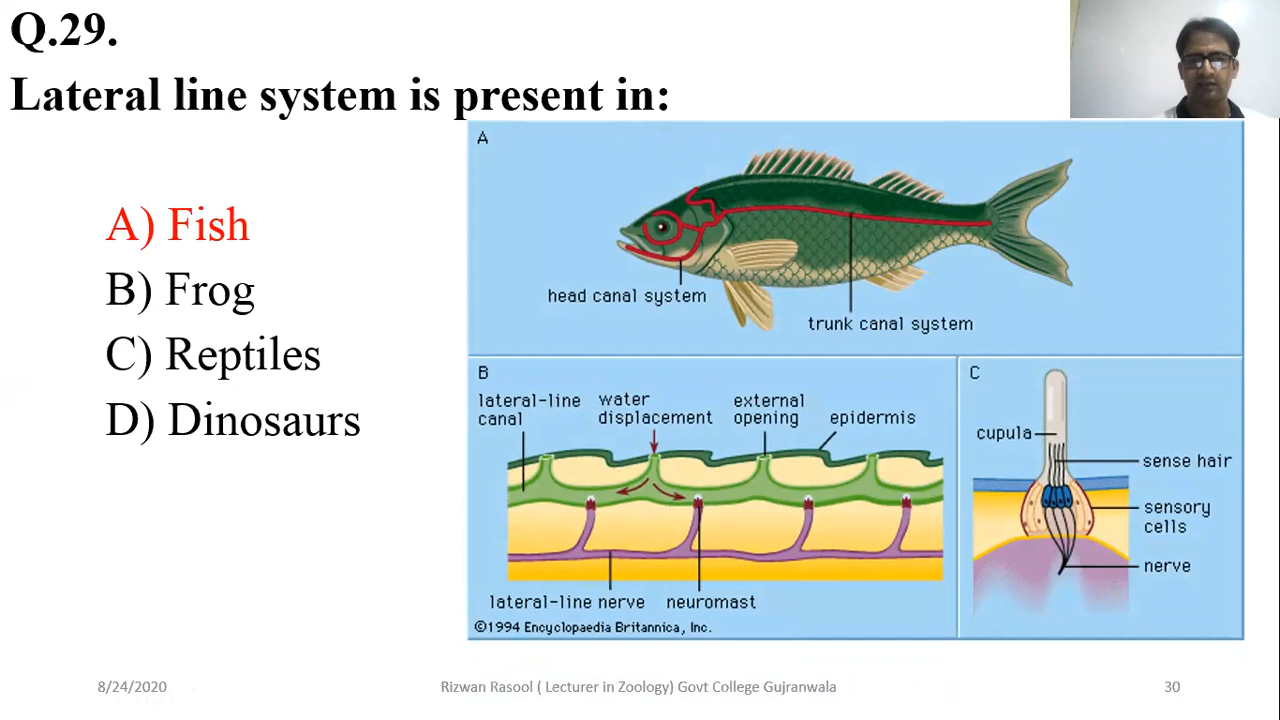 Q.29.
Lateral line system is present in:
A) Fish
B) Frog
C) Reptiles
D) Dinosaurs
A
head canal system
trunk canal system
B
lateral-line canal
water displacement
external opening
epidermis
lateral-line nerve
neuromast
©1994 Encyclopaedia Britannica, Inc.
C
cupula
sense hair
sensory cells
nerve
8/24/2020
Rizwan Rasool ( Lecturer in Zoology) Govt College Gujranwala
30